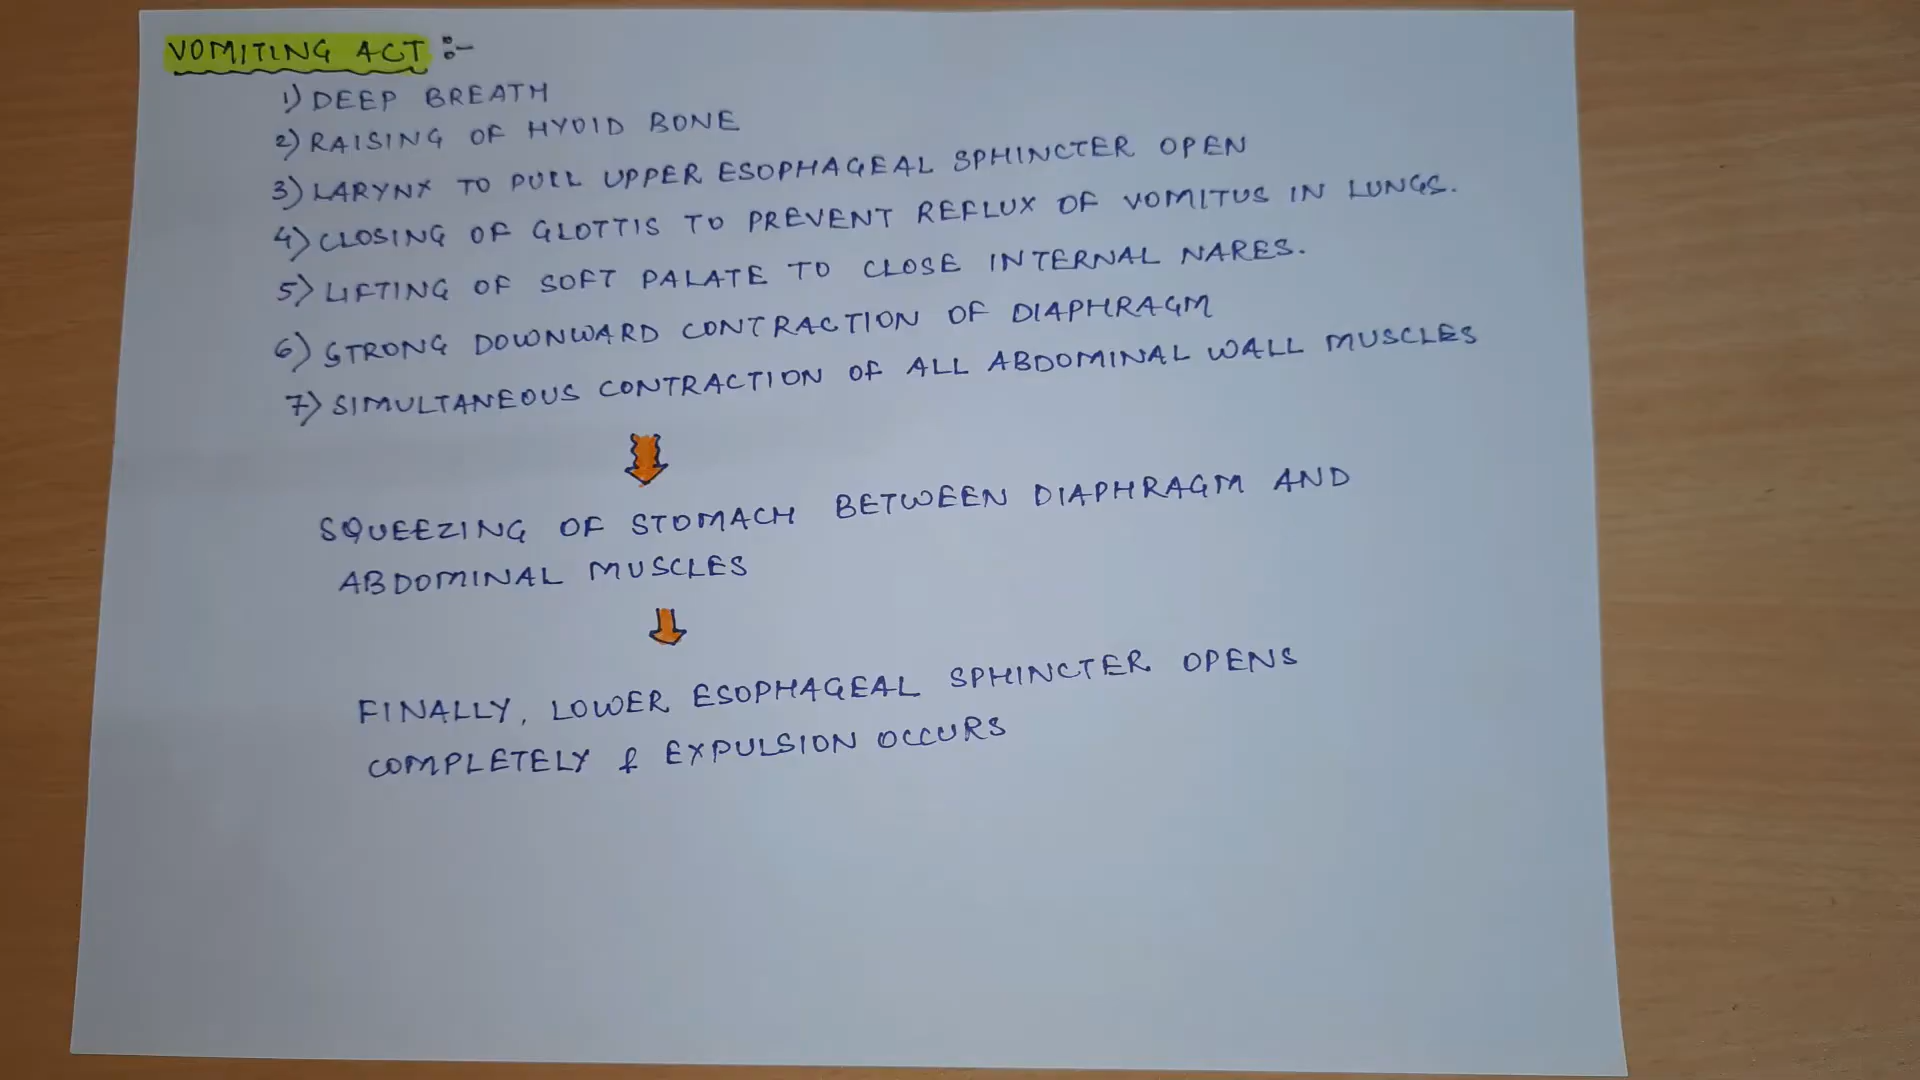 VOMITING ACT :-
1) DEEP BREATH
2) RAISING OF HYOID BONE
3) LARYNX TO PULL UPPER ESOPHAGEAL SPHINCTER OPEN
4) CLOSING OF GLOTTIS TO PREVENT REFLUX OF VOMITUS IN LUNGS.
5) LIFTING OF SOFT PALATE TO CLOSE INTERNAL NARES.
6) STRONG DOWNWARD CONTRACTION OF DIAPHRAGM
7) SIMULTANEOUS CONTRACTION OF ALL ABDOMINAL WALL MUSCLES
SQUEEZING OF STOMACH BETWEEN DIAPHRAGM AND
ABDOMINAL MUSCLES
FINALLY, LOWER ESOPHAGEAL SPHINCTER OPENS
COMPLETELY & EXPULSION OCCURS